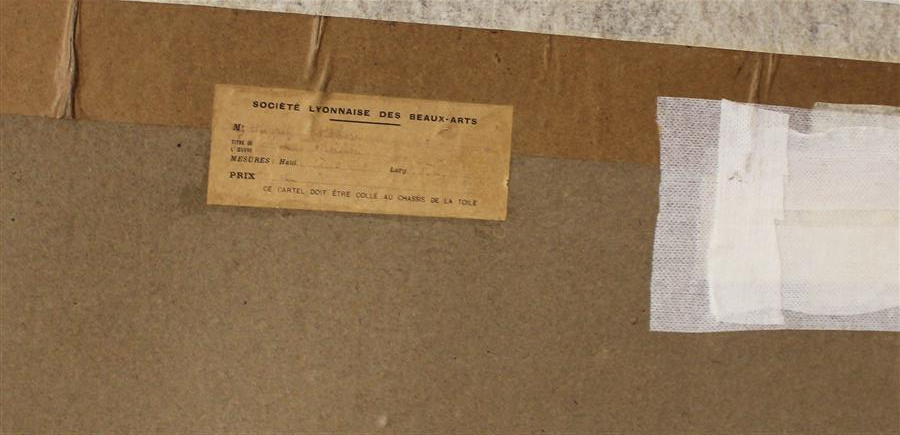 SOCIÉTÉ LYONNAISE DES BEAUX-ARTS
M.
TITRE DE
L'ŒUVRE
MESURES: Haut. Larg.
PRIX
CE CARTEL DOIT ÊTRE COLLÉ AU CHASSIS DE LA TOILE